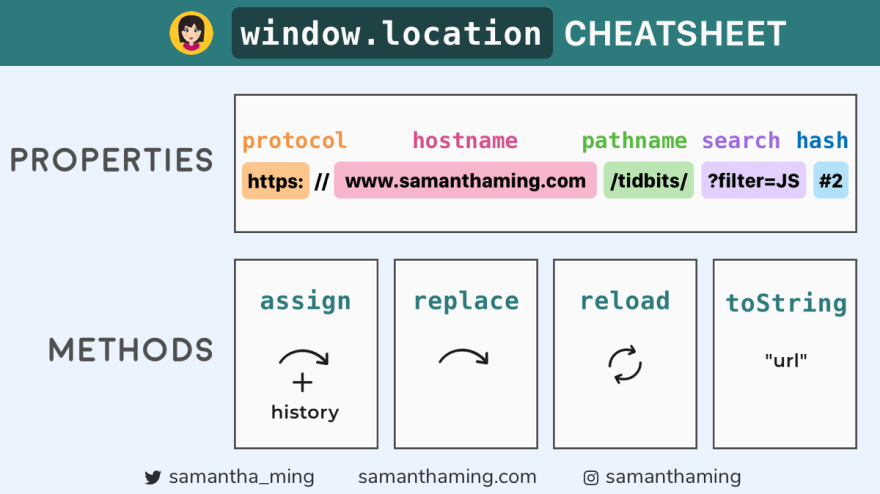 window.location CHEATSHEET
PROPERTIES
protocol hostname pathname search hash
https: // www.samanthaming.com /tidbits/ ?filter=JS #2
METHODS
assign replace reload toString
+ "url"
history
samantha_ming samanthaming.com samanthaming